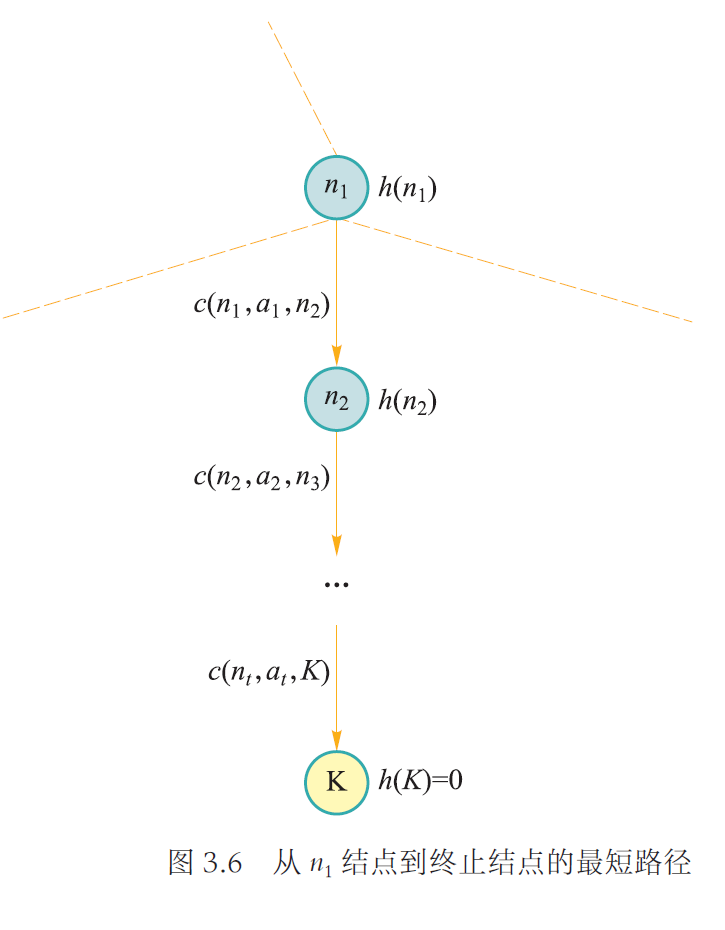 n₁ h(n₁)
c(n₁,a₁,n₂)
n₂ h(n₂)
c(n₂,a₂,n₃)
...
c(nₜ,aₜ,K)
K h(K)=0
图 3.6 从 n₁ 结点到终止结点的最短路径